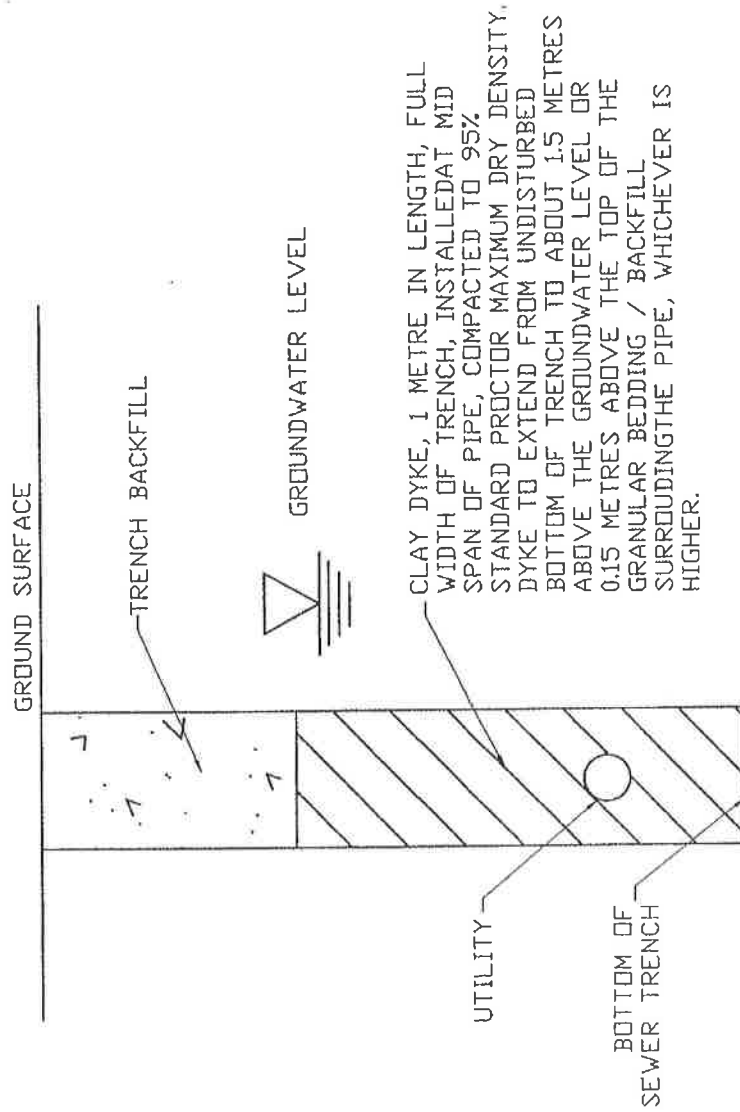 GROUND SURFACE
TRENCH BACKFILL
GROUNDWATER LEVEL
CLAY DYKE, 1 METRE IN LENGTH, FULL
WIDTH OF TRENCH, INSTALLEDAT MID
SPAN OF PIPE, COMPACTED TO 95%
STANDARD PROCTOR MAXIMUM DRY DENSITY.
DYKE TO EXTEND FROM UNDISTURBED
BOTTOM OF TRENCH TO ABOUT 1.5 METRES
ABOVE THE GROUNDWATER LEVEL OR
0.15 METRES ABOVE THE TOP OF THE
GRANULAR BEDDING / BACKFILL
SURROUDINGTHE PIPE, WHICHEVER IS
HIGHER.
UTILITY
BOTTOM OF
SEWER TRENCH